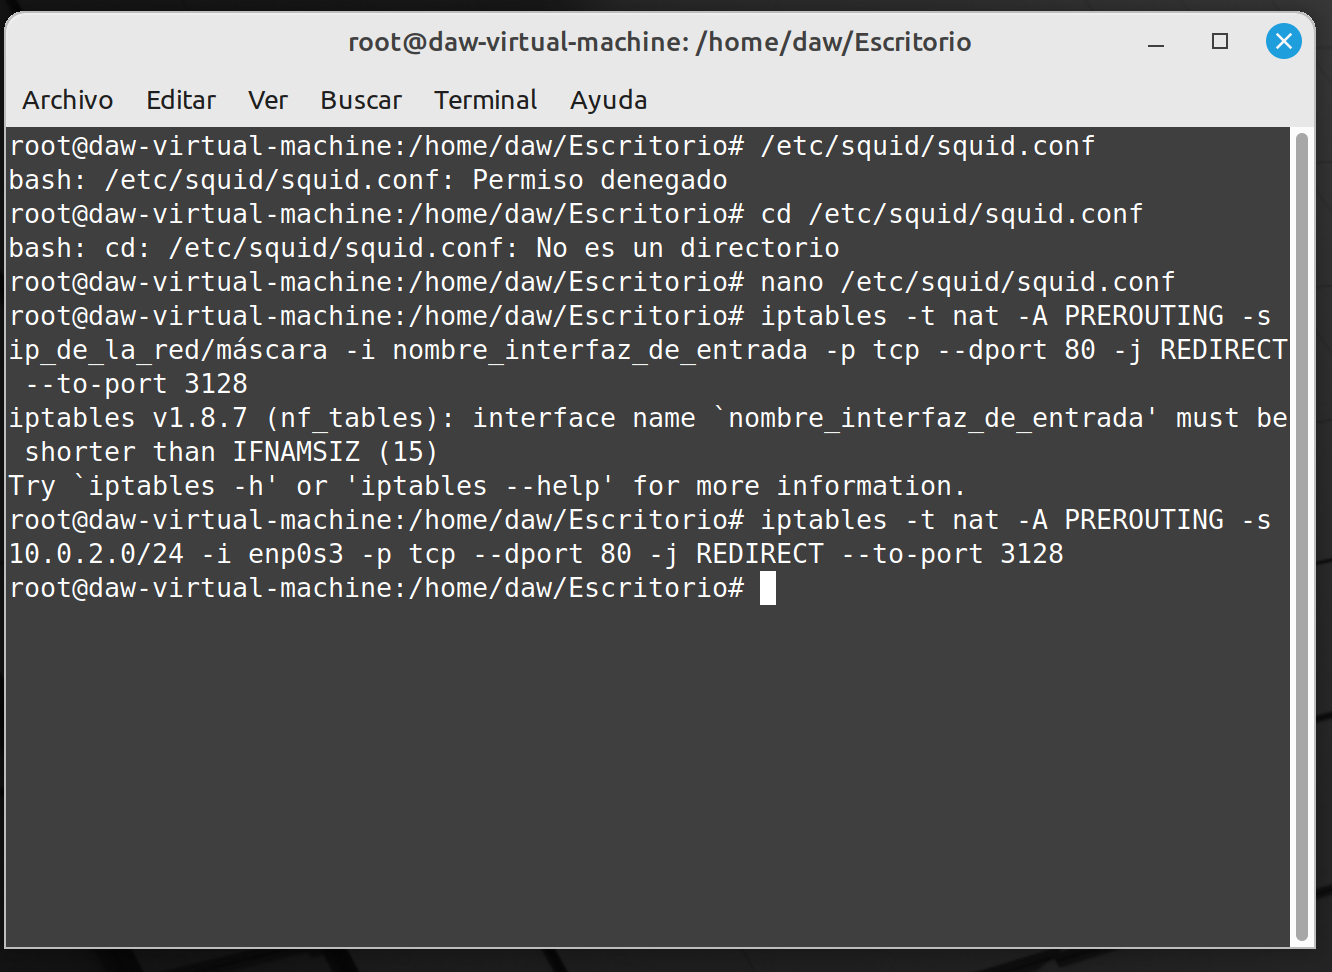 root@daw-virtual-machine: /home/daw/Escritorio
Archivo Editar Ver Buscar Terminal Ayuda
root@daw-virtual-machine:/home/daw/Escritorio# /etc/squid/squid.conf
bash: /etc/squid/squid.conf: Permiso denegado
root@daw-virtual-machine:/home/daw/Escritorio# cd /etc/squid/squid.conf
bash: cd: /etc/squid/squid.conf: No es un directorio
root@daw-virtual-machine:/home/daw/Escritorio# nano /etc/squid/squid.conf
root@daw-virtual-machine:/home/daw/Escritorio# iptables -t nat -A PREROUTING -s
ip_de_la_red/máscara -i nombre_interfaz_de_entrada -p tcp --dport 80 -j REDIRECT
 --to-port 3128
iptables v1.8.7 (nf_tables): interface name `nombre_interfaz_de_entrada' must be
 shorter than IFNAMSIZ (15)
Try `iptables -h' or 'iptables --help' for more information.
root@daw-virtual-machine:/home/daw/Escritorio# iptables -t nat -A PREROUTING -s
10.0.2.0/24 -i enp0s3 -p tcp --dport 80 -j REDIRECT --to-port 3128
root@daw-virtual-machine:/home/daw/Escritorio#